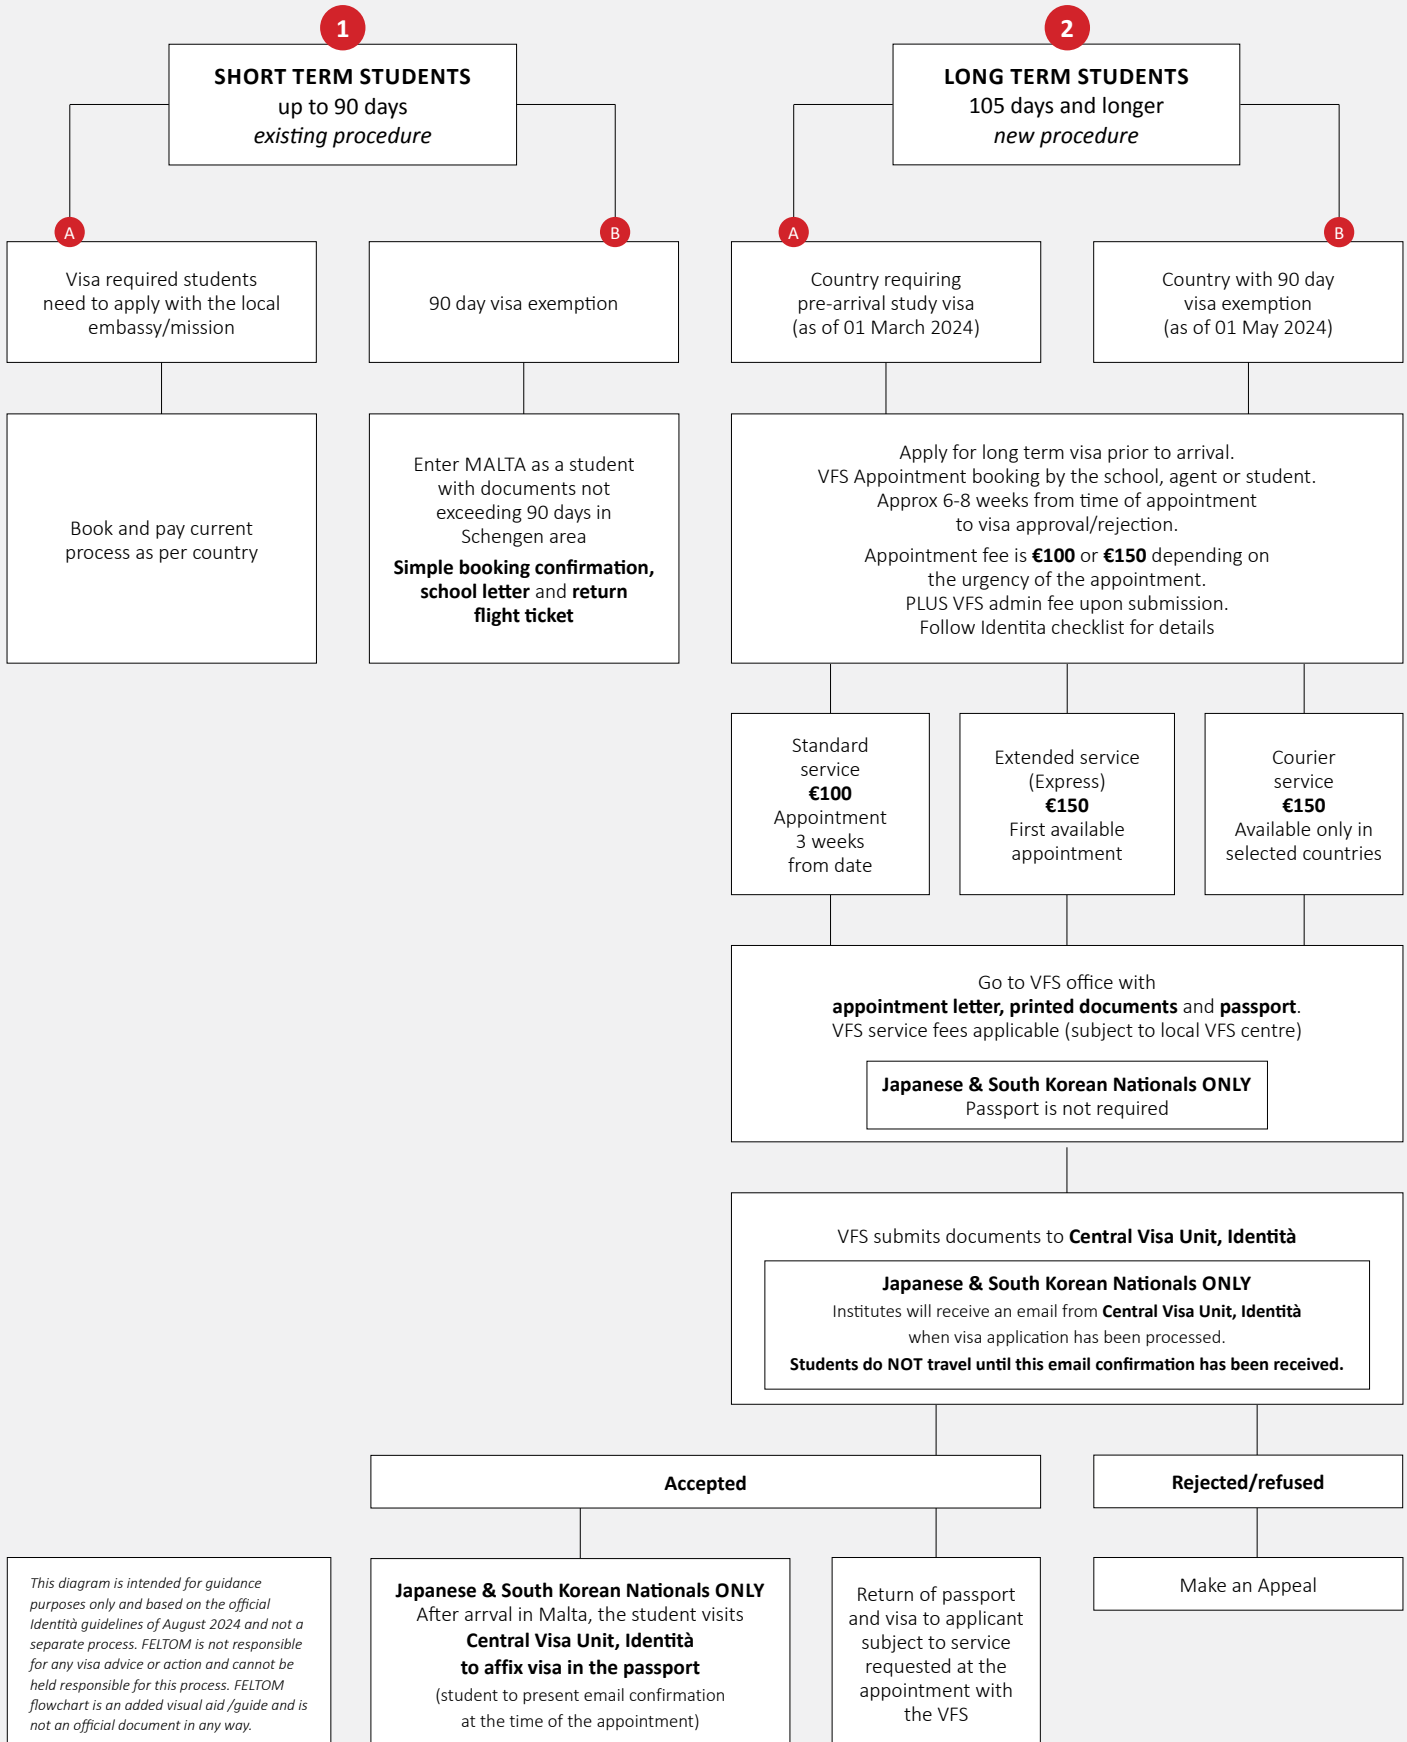 1
SHORT TERM STUDENTS
up to 90 days
existing procedure
A
Visa required students
need to apply with the local
embassy/mission
Book and pay current
process as per country
B
90 day visa exemption
Enter MALTA as a student
with documents not
exceeding 90 days in
Schengen area
Simple booking confirmation,
school letter and return
flight ticket
2
LONG TERM STUDENTS
105 days and longer
new procedure
A
Country requiring
pre-arrival study visa
(as of 01 March 2024)
B
Country with 90 day
visa exemption
(as of 01 May 2024)
Apply for long term visa prior to arrival.
VFS Appointment booking by the school, agent or student.
Approx 6-8 weeks from time of appointment
to visa approval/rejection.
Appointment fee is €100 or €150 depending on
the urgency of the appointment.
PLUS VFS admin fee upon submission.
Follow Identita checklist for details
Standard
service
€100
Appointment
3 weeks
from date
Extended service
(Express)
€150
First available
appointment
Courier
service
€150
Available only in
selected countries
Go to VFS office with
appointment letter, printed documents and passport.
VFS service fees applicable (subject to local VFS centre)
Japanese & South Korean Nationals ONLY
Passport is not required
VFS submits documents to Central Visa Unit, Identità
Japanese & South Korean Nationals ONLY
Institutes will receive an email from Central Visa Unit, Identità
when visa application has been processed.
Students do NOT travel until this email confirmation has been received.
Accepted
Rejected/refused
Japanese & South Korean Nationals ONLY
After arrval in Malta, the student visits
Central Visa Unit, Identità
to affix visa in the passport
(student to present email confirmation
at the time of the appointment)
Return of passport
and visa to applicant
subject to service
requested at the
appointment with
the VFS
Make an Appeal
This diagram is intended for guidance
purposes only and based on the official
Identità guidelines of August 2024 and not a
separate process. FELTOM is not responsible
for any visa advice or action and cannot be
held responsible for this process. FELTOM
flowchart is an added visual aid /guide and is
not an official document in any way.